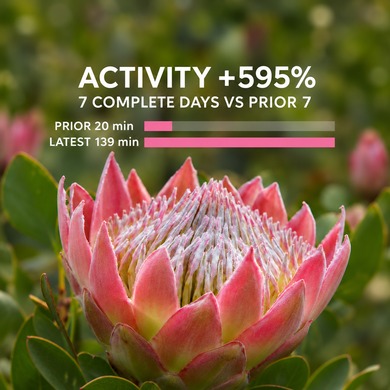 ACTIVITY +595%
7 COMPLETE DAYS VS PRIOR 7
PRIOR 20 min
LATEST 139 min